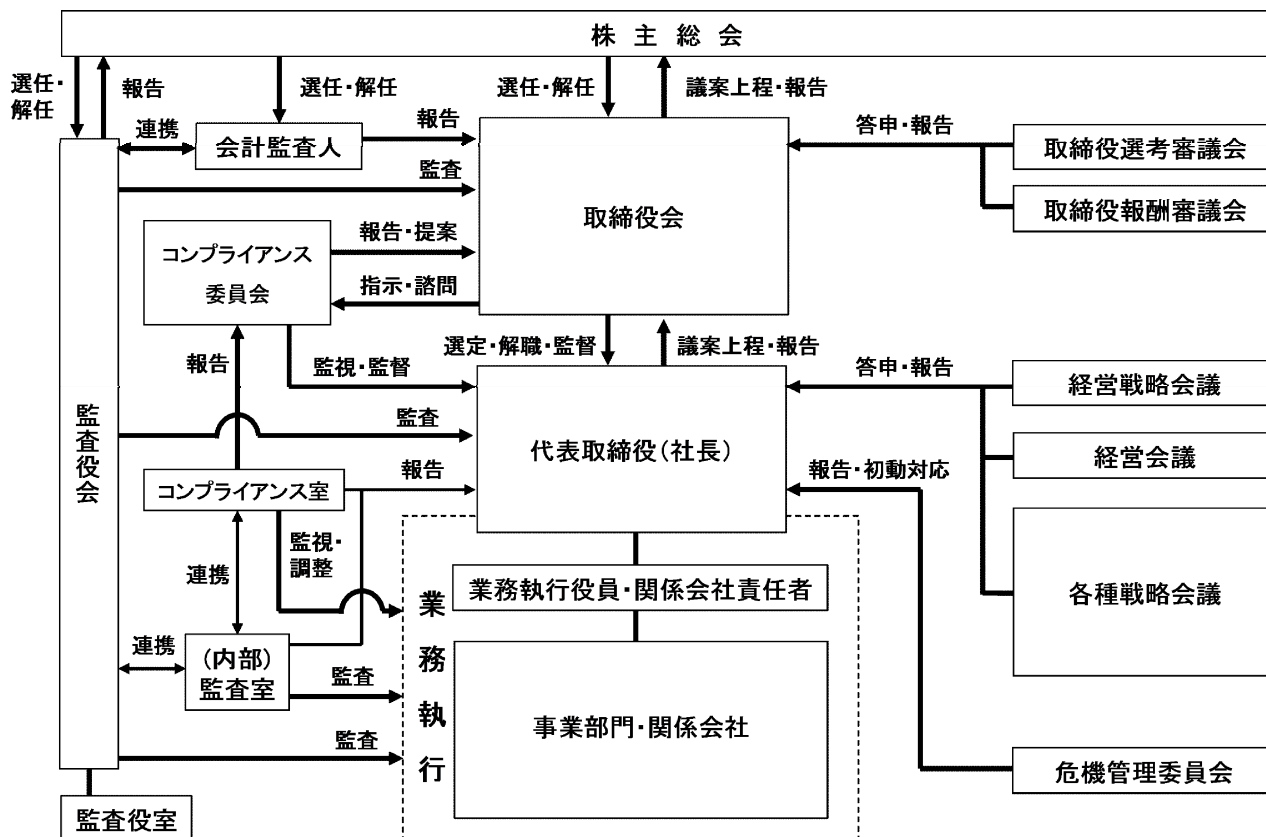 株主総会
選任・
解任
報告
選任・解任
選任・解任
議案上程・報告
連携
会計監査人
報告
答申・報告
取締役選考審議会
監査
取締役会
取締役報酬審議会
コンプライアンス
委員会
報告・提案
指示・諮問
報告
監視・監督
選定・解職・監督
議案上程・報告
答申・報告
経営戦略会議
監査役会
監査
代表取締役(社長)
経営会議
コンプライアンス室
報告
報告・初動対応
監視・
調整
連携
業務執行
業務執行役員・関係会社責任者
各種戦略会議
連携
(内部)
監査室
監査
事業部門・関係会社
監査
危機管理委員会
監査役室